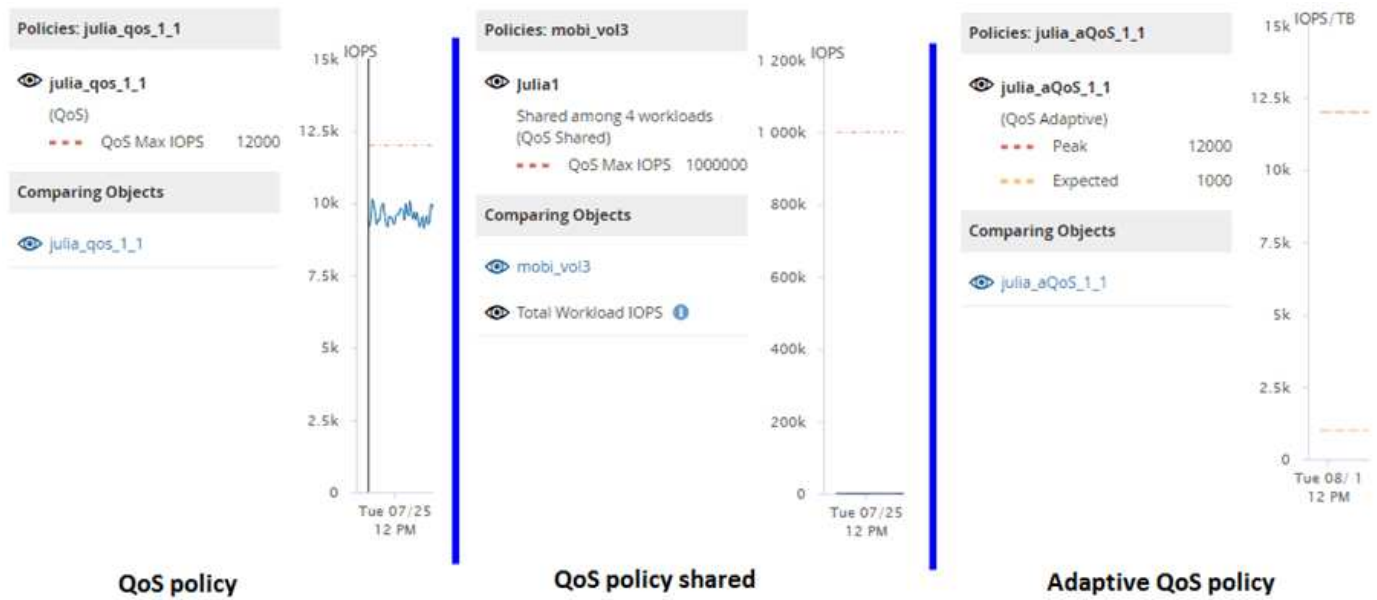 Policies: julia_qos_1_1
julia_qos_1_1
(QoS)
QoS Max IOPS 12000
Comparing Objects
julia_qos_1_1
IOPS
15k
12.5k
10k
7.5k
5k
2.5k
0
Tue 07/25
12 PM
QoS policy
Policies: mobi_vol3
Julia1
Shared among 4 workloads
(QoS Shared)
QoS Max IOPS 1000000
Comparing Objects
mobi_vol3
Total Workload IOPS i
IOPS
1 200k
1 000k
800k
600k
400k
200k
0
Tue 07/25
12 PM
QoS policy shared
Policies: julia_aQoS_1_1
julia_aQoS_1_1
(QoS Adaptive)
Peak 12000
Expected 1000
Comparing Objects
julia_aQoS_1_1
IOPS/TB
15k
12.5k
10k
7.5k
5k
2.5k
0
Tue 08/ 1
12 PM
Adaptive QoS policy